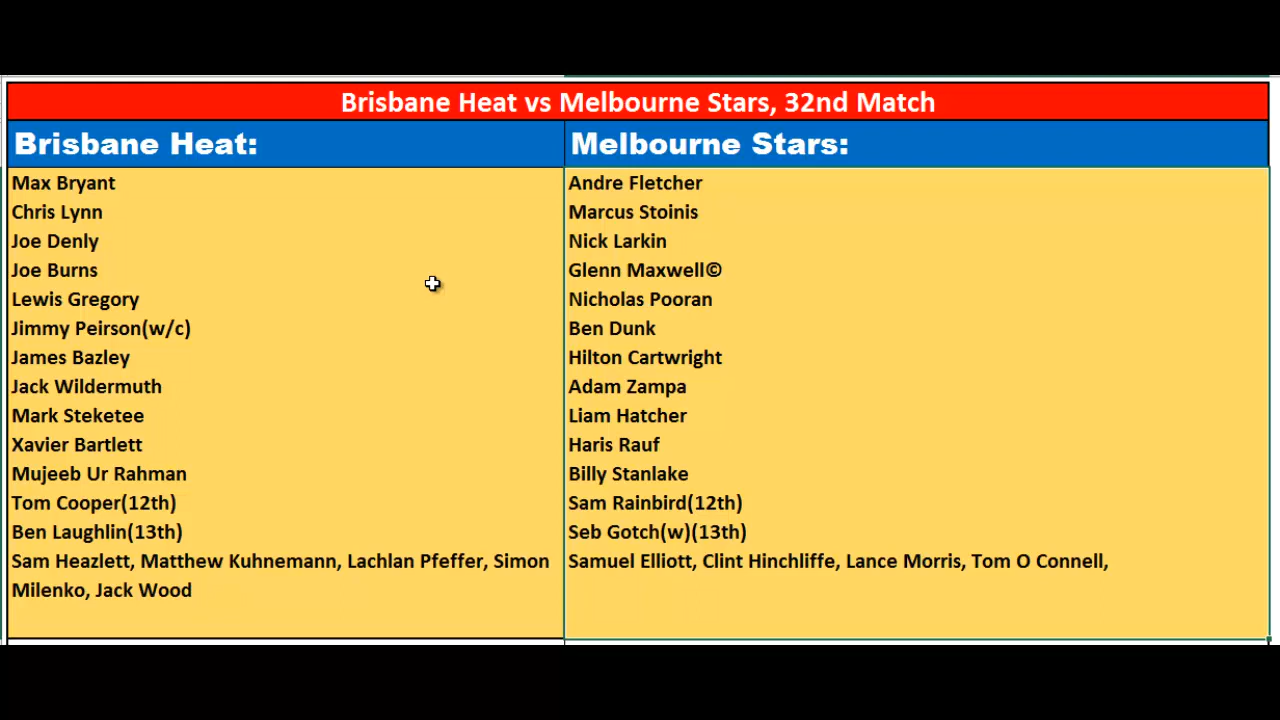 Brisbane Heat vs Melbourne Stars, 32nd Match
Brisbane Heat:
Max Bryant
Chris Lynn
Joe Denly
Joe Burns
Lewis Gregory
Jimmy Peirson(w/c)
James Bazley
Jack Wildermuth
Mark Steketee
Xavier Bartlett
Mujeeb Ur Rahman
Tom Cooper(12th)
Ben Laughlin(13th)
Sam Heazlett, Matthew Kuhnemann, Lachlan Pfeffer, Simon
Milenko, Jack Wood
Melbourne Stars:
Andre Fletcher
Marcus Stoinis
Nick Larkin
Glenn Maxwell©
Nicholas Pooran
Ben Dunk
Hilton Cartwright
Adam Zampa
Liam Hatcher
Haris Rauf
Billy Stanlake
Sam Rainbird(12th)
Seb Gotch(w)(13th)
Samuel Elliott, Clint Hinchliffe, Lance Morris, Tom O Connell,